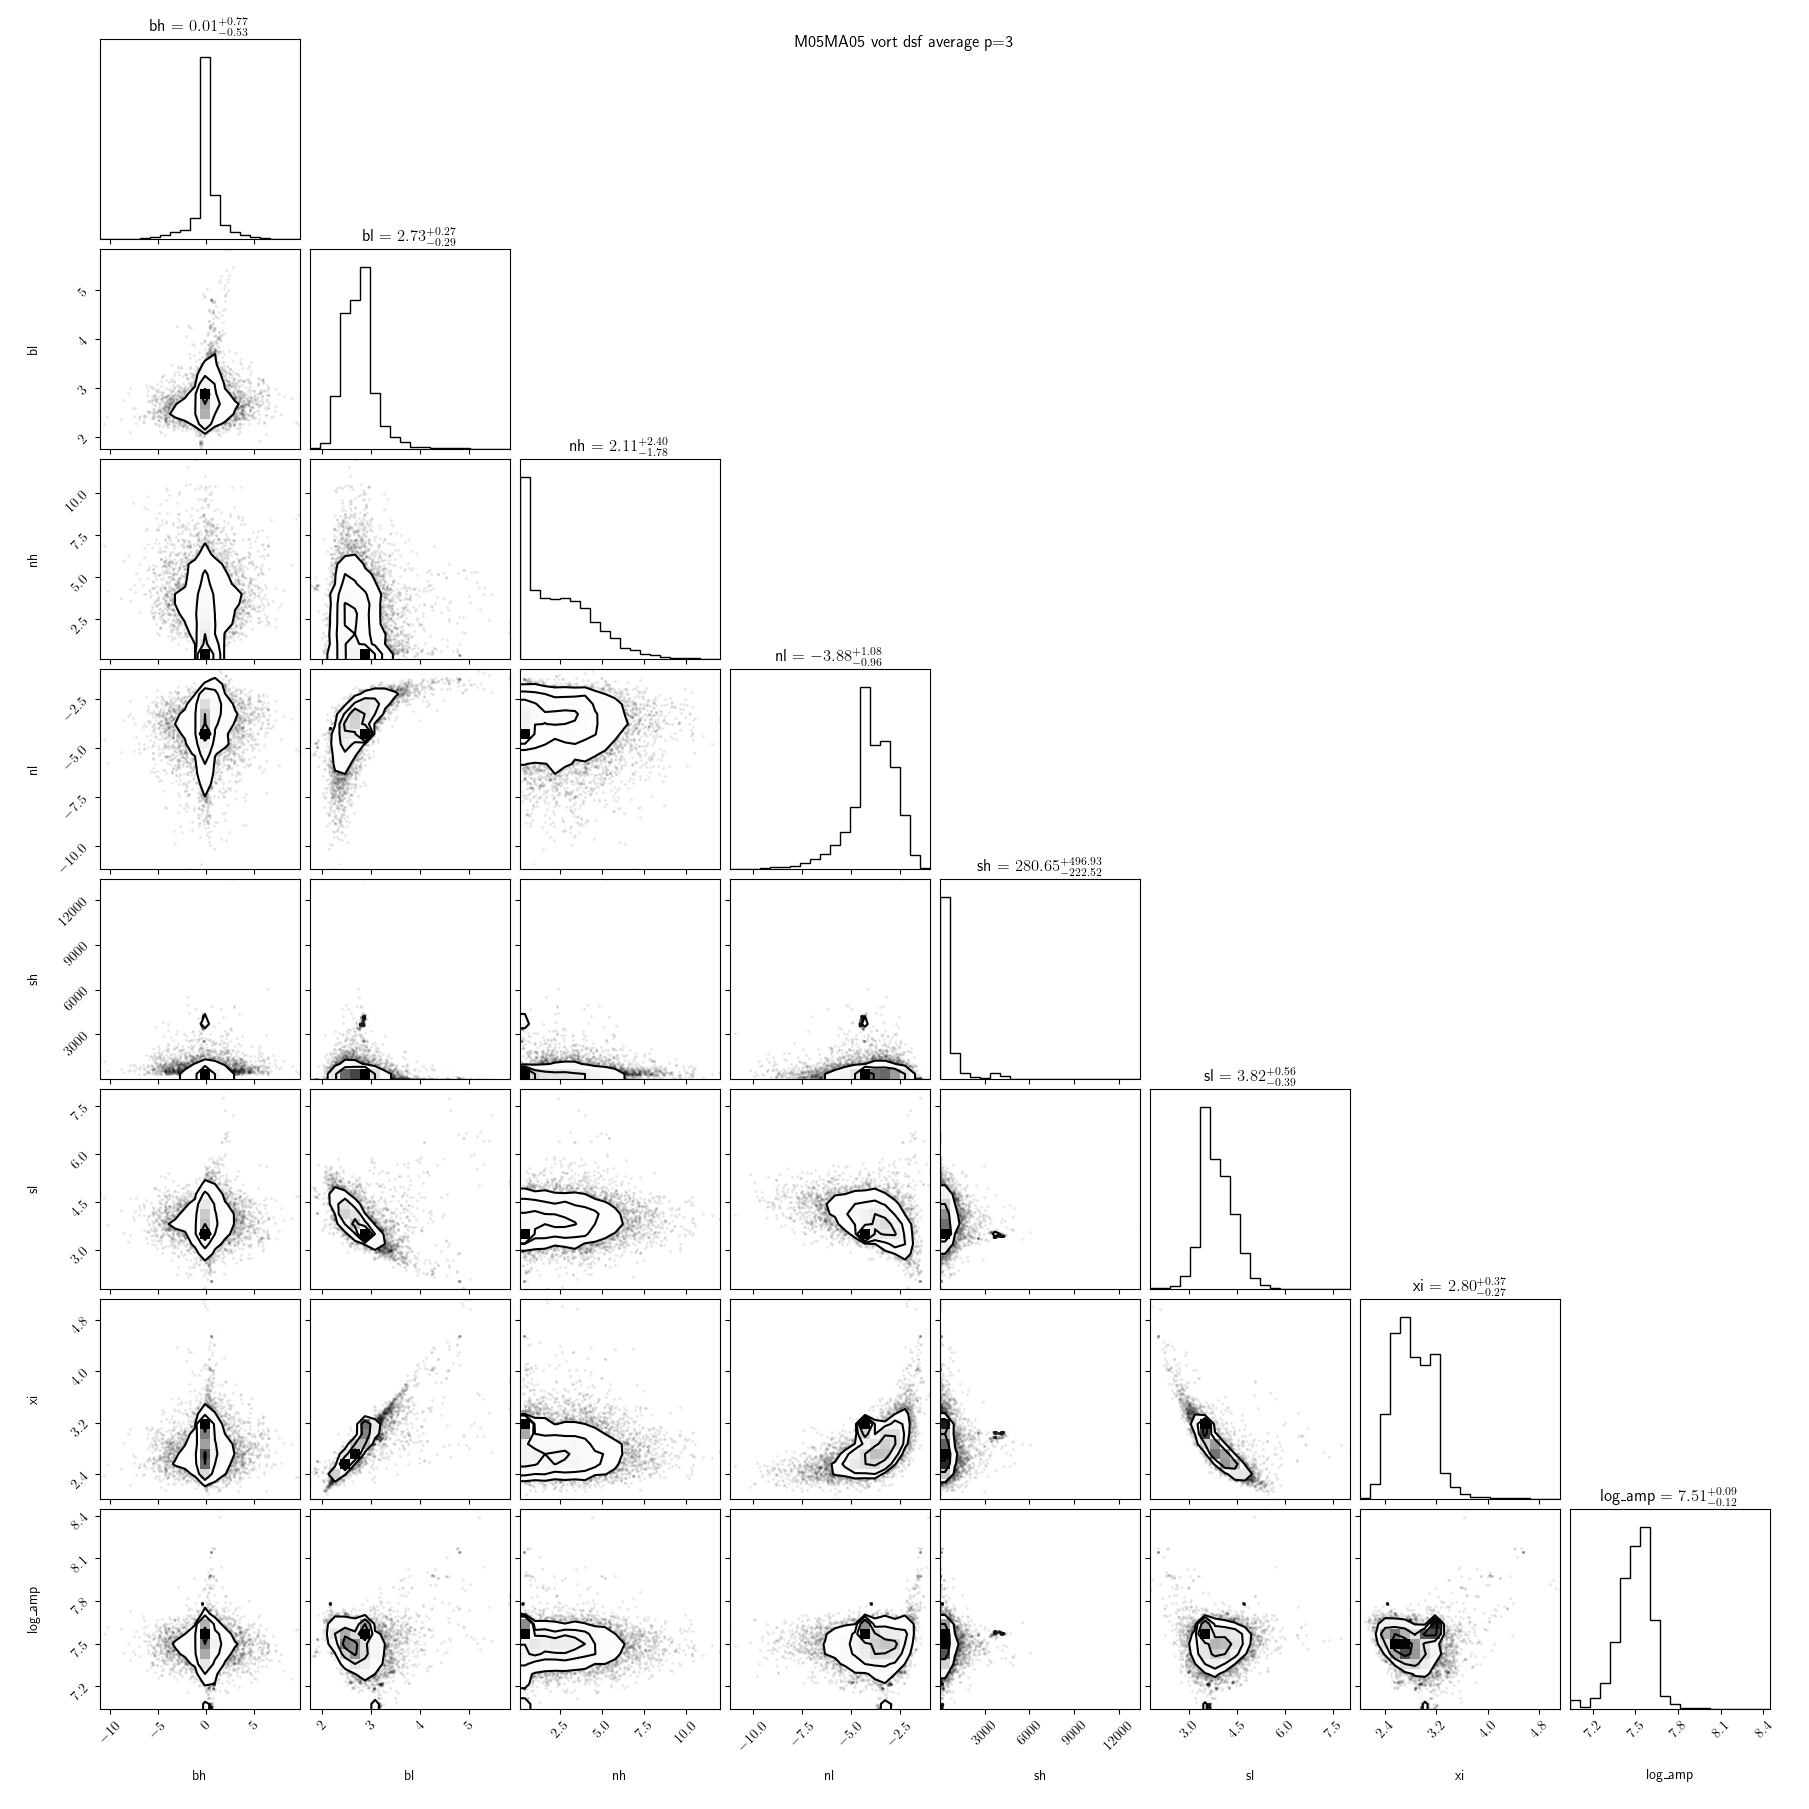 bh = 0.01+0.77 −0.53
M05MA05 vort dsf average p=3
bl = 2.73+0.27 −0.29
5
4
3
2
bl
nh = 2.11+2.40 −1.78
10.0
7.5
5.0
2.5
nh
nl = −3.88+1.08 −0.96
−2.5
−5.0
−7.5
−10.0
nl
sh = 280.65+496.93 −222.52
12000
9000
6000
3000
sh
sl = 3.82+0.56 −0.39
7.5
6.0
4.5
3.0
sl
xi = 2.80+0.37 −0.27
4.8
4.0
3.2
2.4
xi
log_amp = 7.51+0.09 −0.12
8.4
8.1
7.8
7.5
7.2
log_amp
−10 −5 0 5 2 3 4 5 2.5 5.0 7.5 10.0 −10.0 −7.5 −5.0 −2.5 3000 6000 9000 12000 3.0 4.5 6.0 7.5 2.4 3.2 4.0 4.8 7.2 7.5 7.8 8.1 8.4
bh bl nh nl sh sl xi log_amp